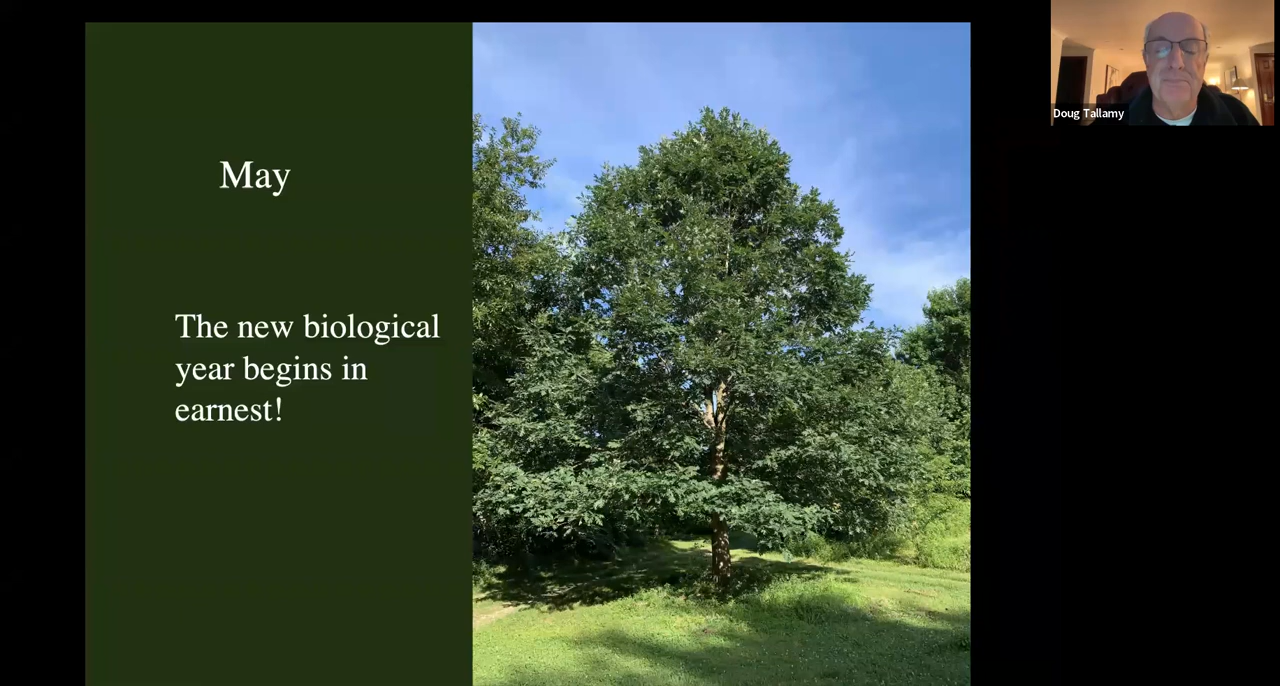 May
The new biological
year begins in
earnest!
Doug Tallamy